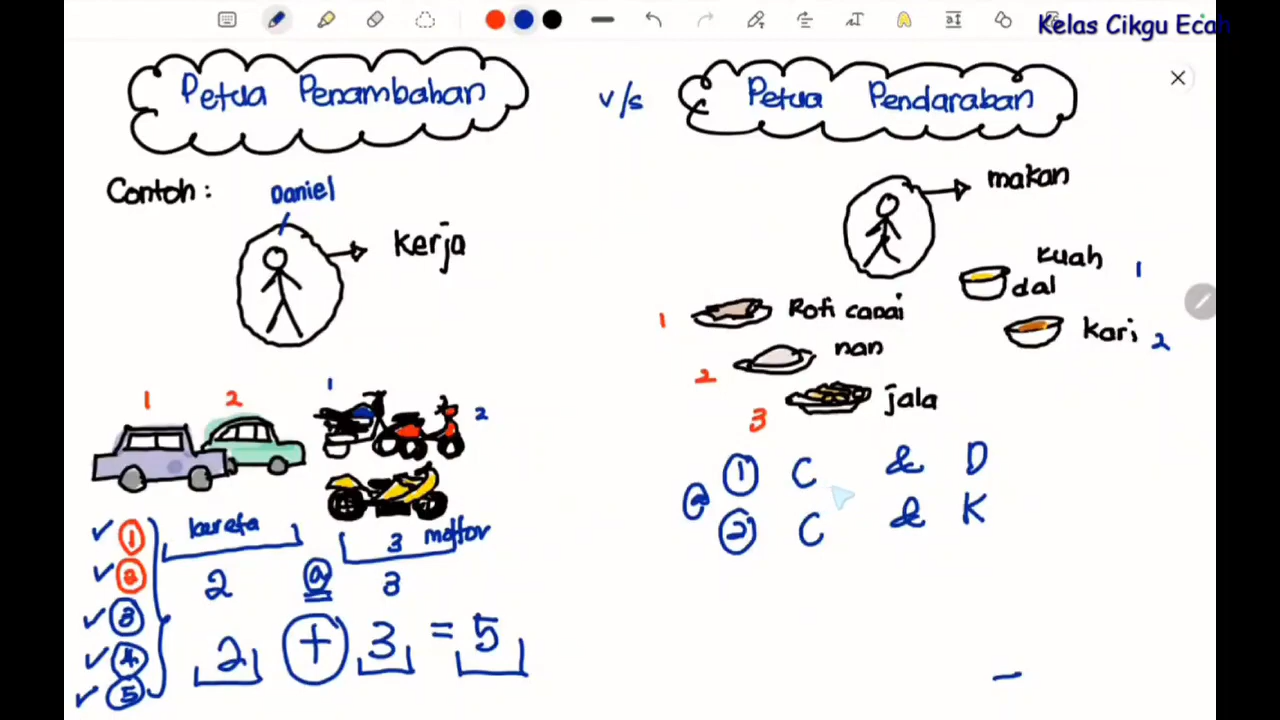 Kelas Cikgu Ecah
Petua Penambahan
v/s
Petua Pendaraban
Contoh :
Daniel
kerja
makan
kuah
dal
1
kari
2
1
Roti canai
2
nan
3
jala
1
2
1
2
3
kereta
motor
2
@
3
1
2
3
4
5
2 + 3 = 5
@
1 C & D
2 C & K